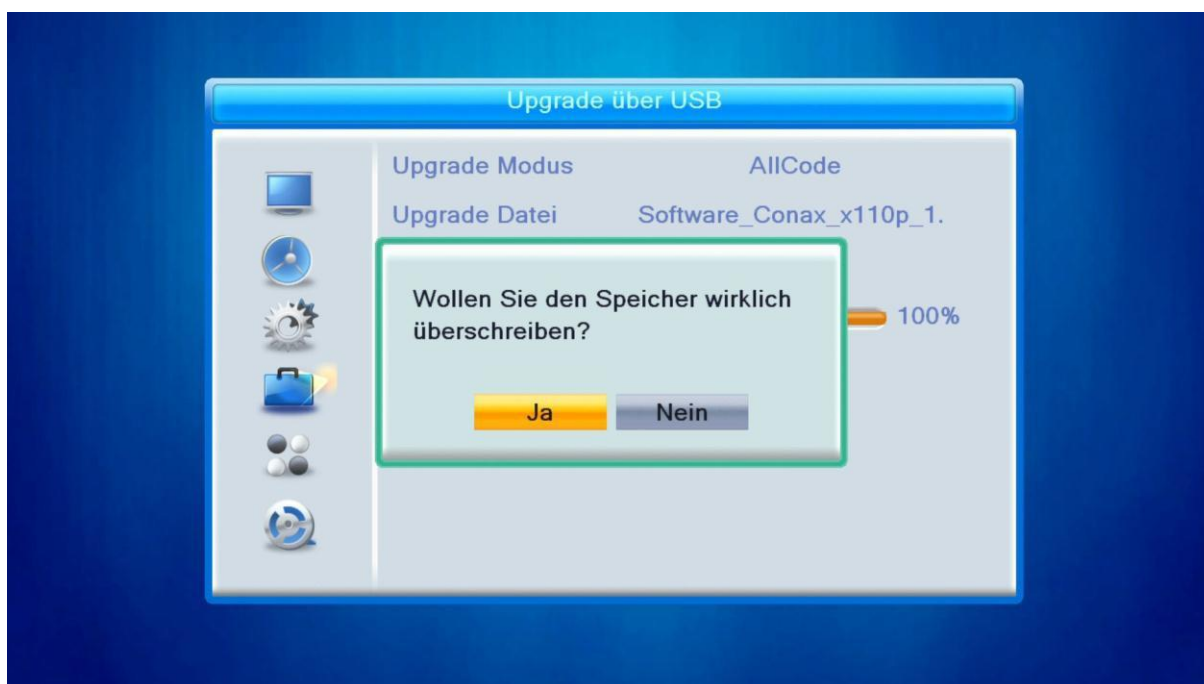 Upgrade über USB
Upgrade Modus AllCode
Upgrade Datei Software_Conax_x110p_1.
Wollen Sie den Speicher wirklich
überschreiben?
100%
Ja Nein